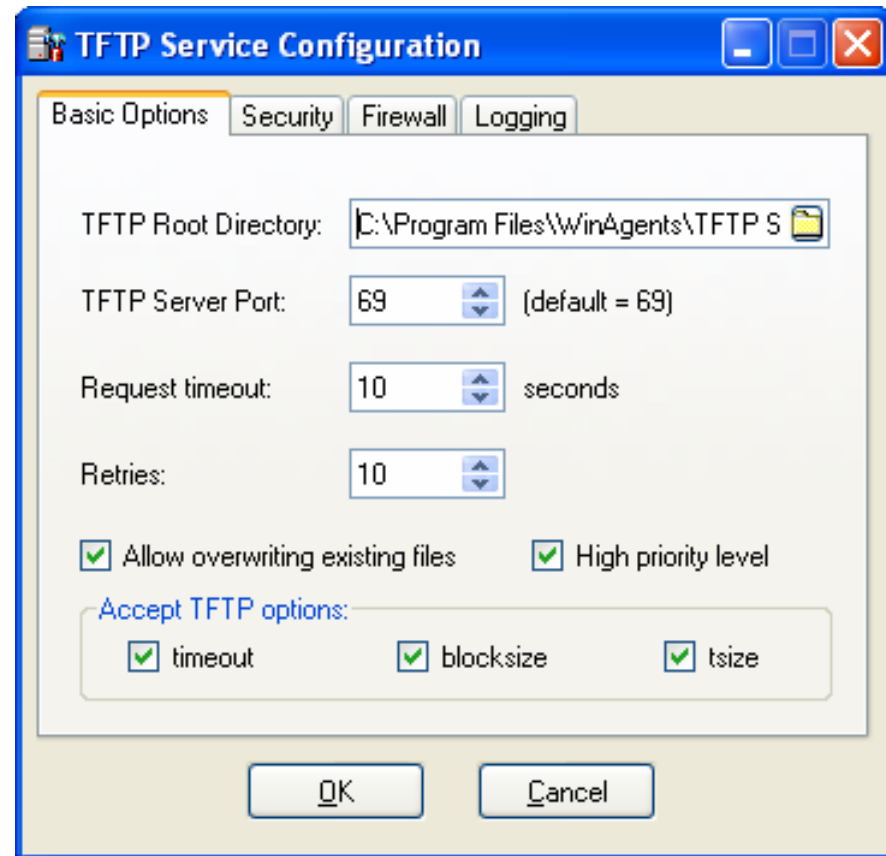 TFTP Service Configuration
Basic Options Security Firewall Logging
TFTP Root Directory: C:\Program Files\WinAgents\TFTP S
TFTP Server Port: 69 (default = 69)
Request timeout: 10 seconds
Retries: 10
Allow overwriting existing files High priority level
Accept TFTP options:
timeout blocksize tsize
OK Cancel